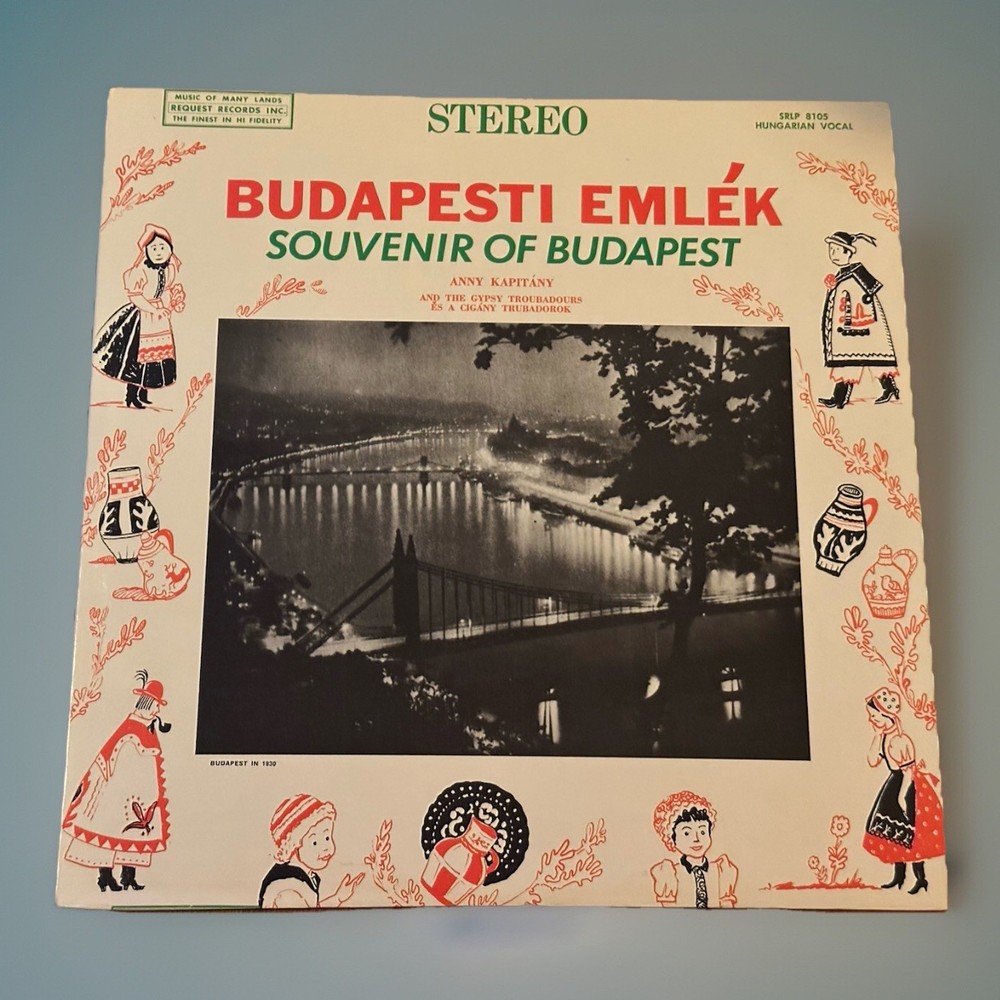 MUSIC OF MANY LANDS
REQUEST RECORDS INC.
THE FINEST IN HI FIDELITY
STEREO
SRLP 8105
HUNGARIAN VOCAL
BUDAPESTI EMLÉK
SOUVENIR OF BUDAPEST
ANNY KAPITÁNY
AND THE GYPSY TROUBADOURS
ÉS A CIGÁNY TRUBADOROK
BUDAPEST IN 1930